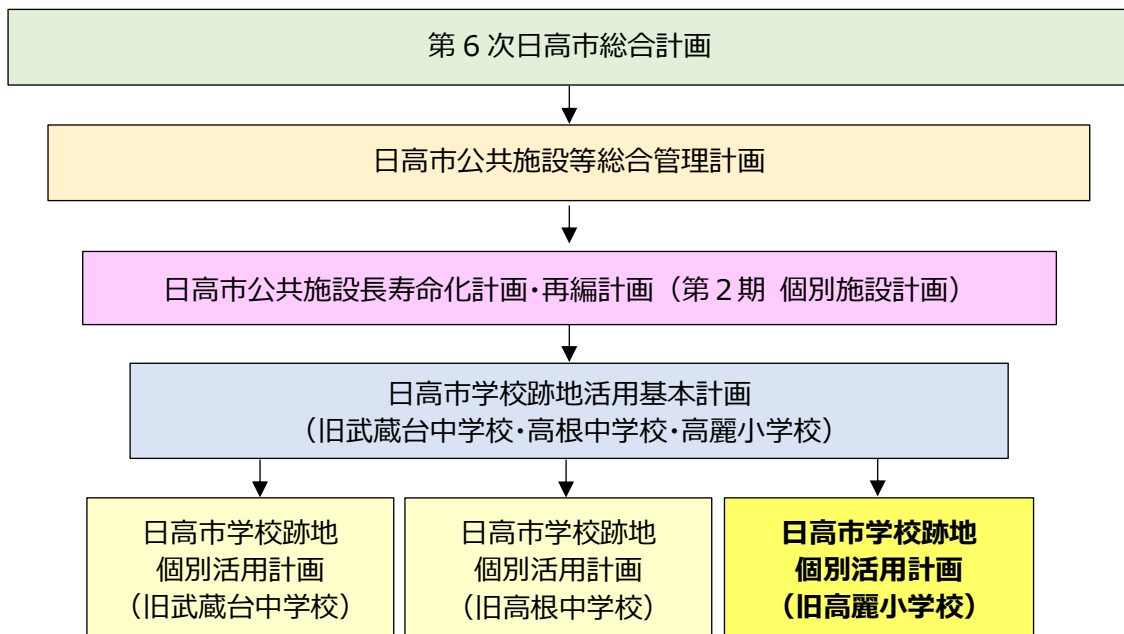 第６次日高市総合計画
日高市公共施設等総合管理計画
日高市公共施設長寿命化計画・再編計画（第２期 個別施設計画）
日高市学校跡地活用基本計画
（旧武蔵台中学校・高根中学校・高麗小学校）
日高市学校跡地
個別活用計画
（旧武蔵台中学校）
日高市学校跡地
個別活用計画
（旧高根中学校）
日高市学校跡地
個別活用計画
（旧高麗小学校）